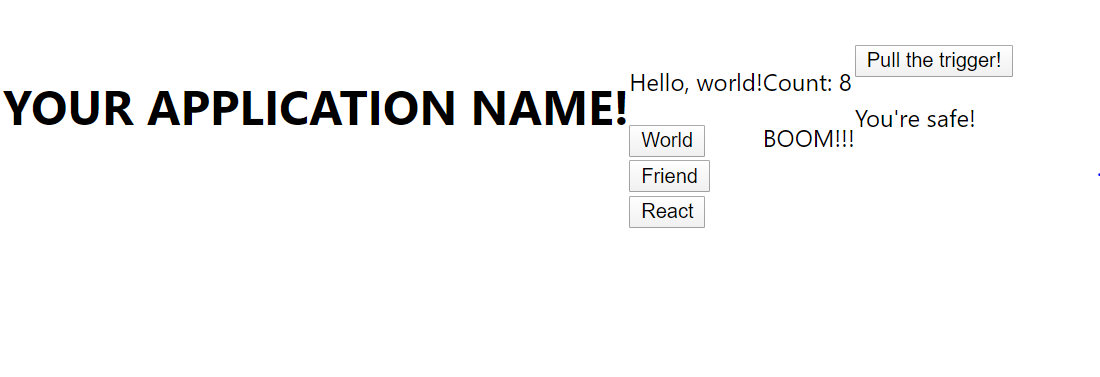 YOUR APPLICATION NAME!
Hello, world!
World
Friend
React
Count: 8
BOOM!!!
Pull the trigger!
You're safe!